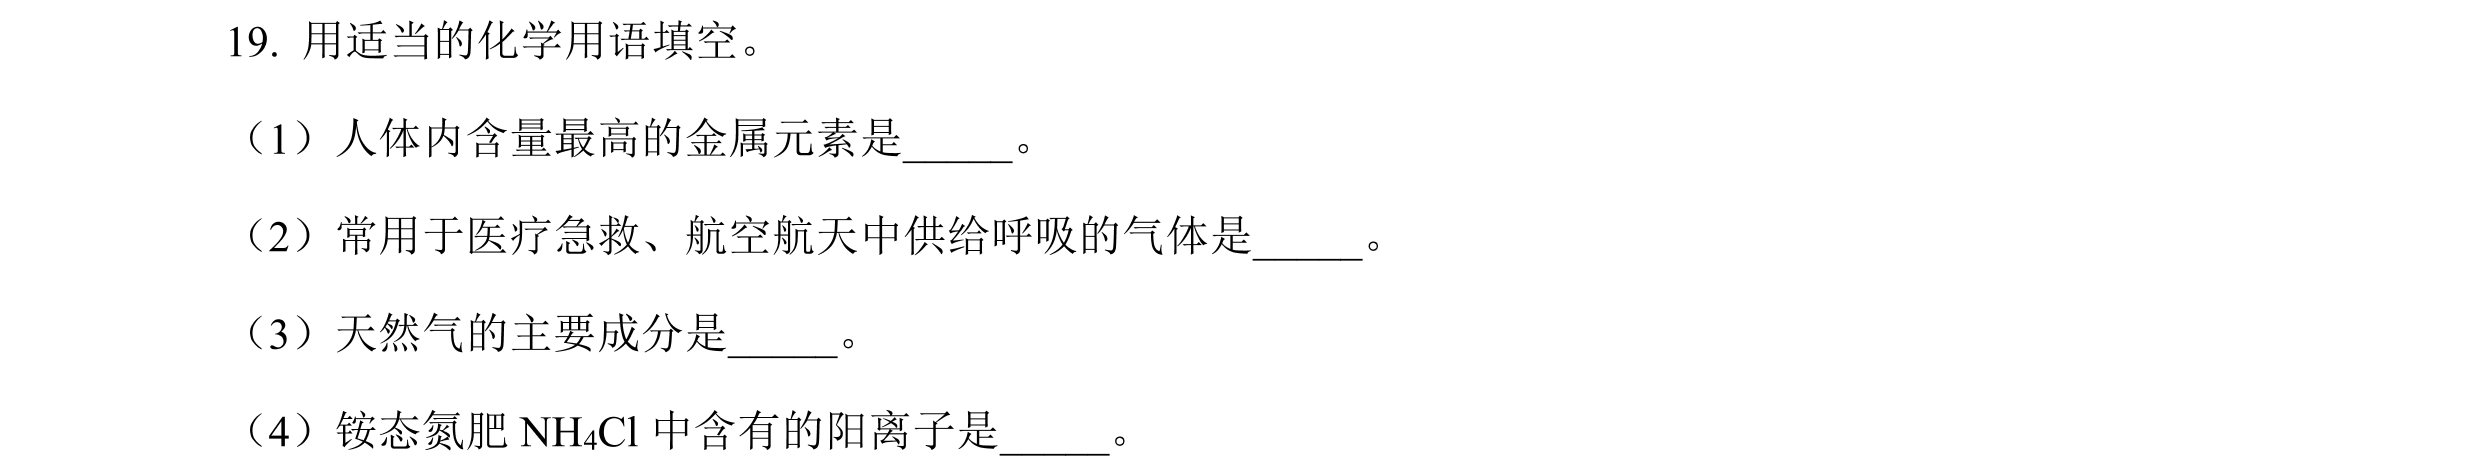 19. 用适当的化学用语填空。
（1）人体内含量最高的金属元素是_____。
（2）常用于医疗急救、航空航天中供给呼吸的气体是_____。
（3）天然气的主要成分是_____。
（4）铵态氮肥 NH₄Cl 中含有的阳离子是_____。